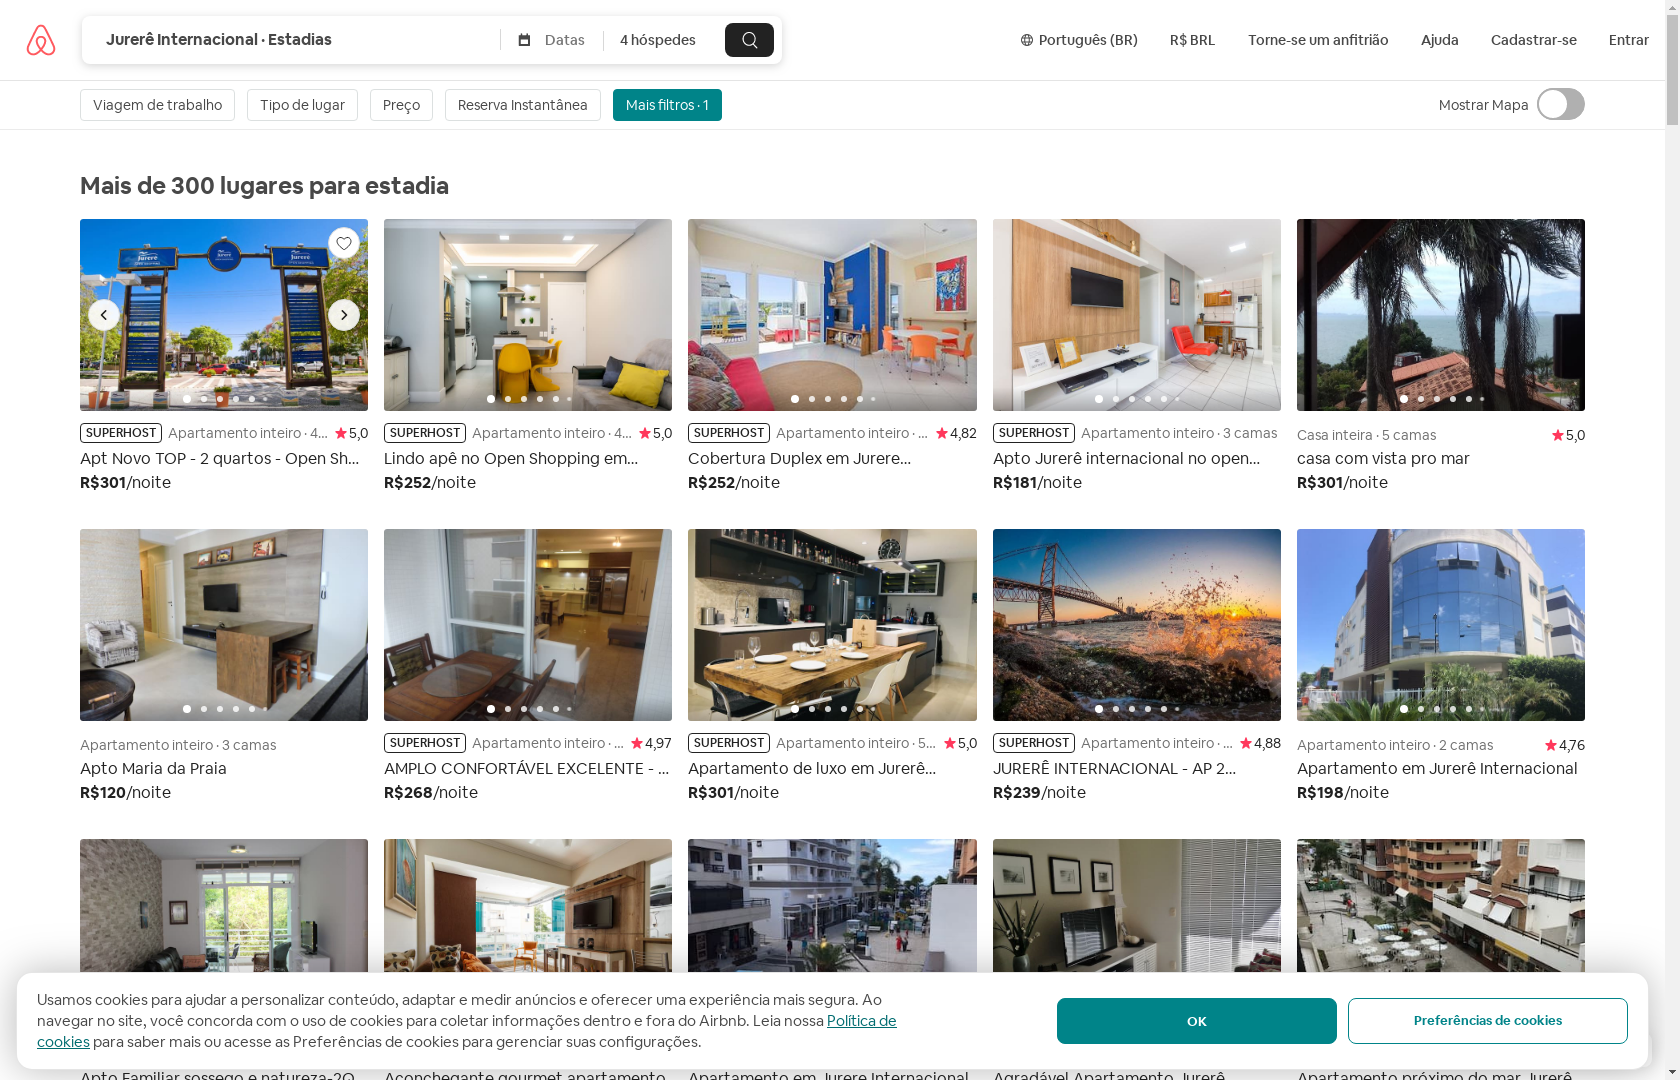 Jurerê Internacional · Estadias
Datas
4 hóspedes
Português (BR)
R$ BRL
Torne-se um anfitrião
Ajuda
Cadastrar-se
Entrar
Viagem de trabalho
Tipo de lugar
Preço
Reserva Instantânea
Mais filtros · 1
Mostrar Mapa
Mais de 300 lugares para estadia
Jurerê
Jurerê
SUPERHOST Apartamento inteiro · 4... 5,0
Apt Novo TOP - 2 quartos - Open Sh...
R$301/noite
SUPERHOST Apartamento inteiro · 4... 5,0
Lindo apê no Open Shopping em...
R$252/noite
SUPERHOST Apartamento inteiro · ... 4,82
Cobertura Duplex em Jurere...
R$252/noite
SUPERHOST Apartamento inteiro · 3 camas
Apto Jurerê internacional no open...
R$181/noite
Casa inteira · 5 camas 5,0
casa com vista pro mar
R$301/noite
Apartamento inteiro · 3 camas
Apto Maria da Praia
R$120/noite
SUPERHOST Apartamento inteiro · ... 4,97
AMPLO CONFORTÁVEL EXCELENTE - ...
R$268/noite
SUPERHOST Apartamento inteiro · 5... 5,0
Apartamento de luxo em Jurerê...
R$301/noite
SUPERHOST Apartamento inteiro · ... 4,88
JURERÊ INTERNACIONAL - AP 2...
R$239/noite
Apartamento inteiro · 2 camas 4,76
Apartamento em Jurerê Internacional
R$198/noite
Usamos cookies para ajudar a personalizar conteúdo, adaptar e medir anúncios e oferecer uma experiência mais segura. Ao
navegar no site, você concorda com o uso de cookies para coletar informações dentro e fora do Airbnb. Leia nossa Política de
cookies para saber mais ou acesse as Preferências de cookies para gerenciar suas configurações.
OK
Preferências de cookies
Apto Familiar sossego e natureza-2Q
Aconchegante gourmet apartamento
Apartamento em Jurere Internacional
Agradável Apartamento Jurerê
Apartamento próximo do mar Jurerê